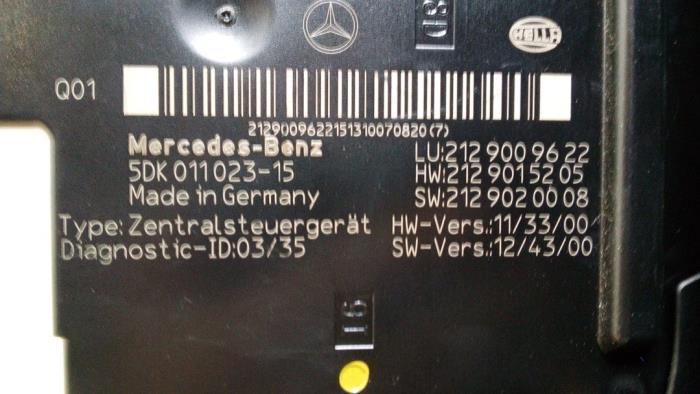 HELLA
Q01
2129009622151310070820(7)
Mercedes-Benz
5DK 011 023-15
Made in Germany
LU:212 900 96 22
HW:212 901 52 05
SW:212 902 00 08
Type: Zentralsteuergerät HW-Vers.: 11/33/00
Diagnostic-ID:03/35 SW-Vers.: 12/43/00
16